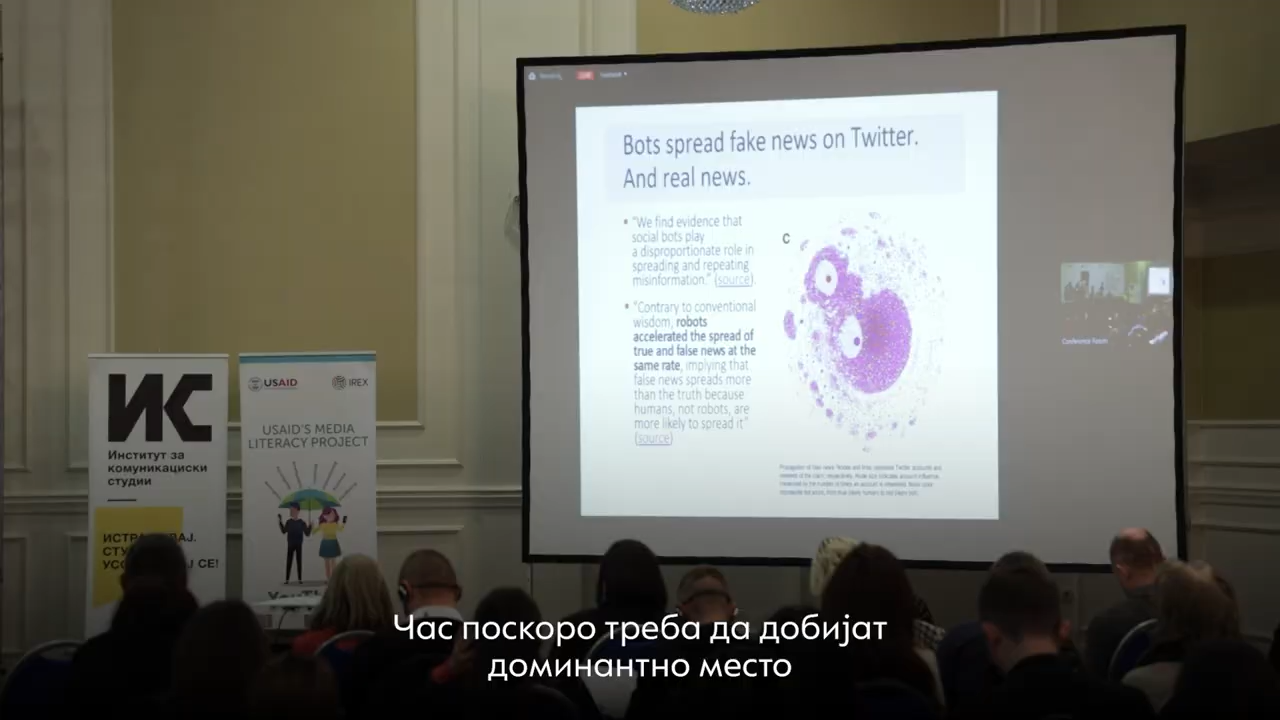 Bots spread fake news on Twitter.
And real news.
▪ "We find evidence that
social bots play
a disproportionate role in
spreading and repeating
misinformation." (source).
▪ "Contrary to conventional
wisdom, robots
accelerated the spread of
true and false news at the
same rate, implying that
false news spreads more
than the truth because
humans, not robots, are
more likely to spread it"
(source)
C
Conference Room
ИС
Институт за
комуникациски
студии
USAID
IREX
USAID'S MEDIA
LITERACY PROJECT
Час поскоро треба да добијат
доминантно место